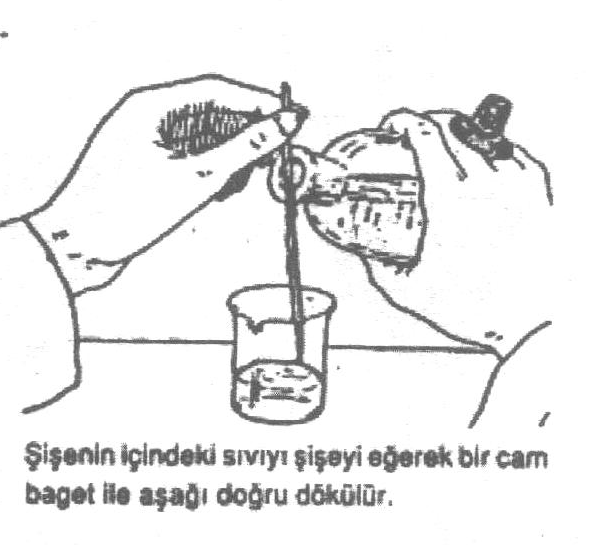 Şişenin içindeki sıvıyı şişeyi eğerek bir cam
baget ile aşağı doğru dökülür.